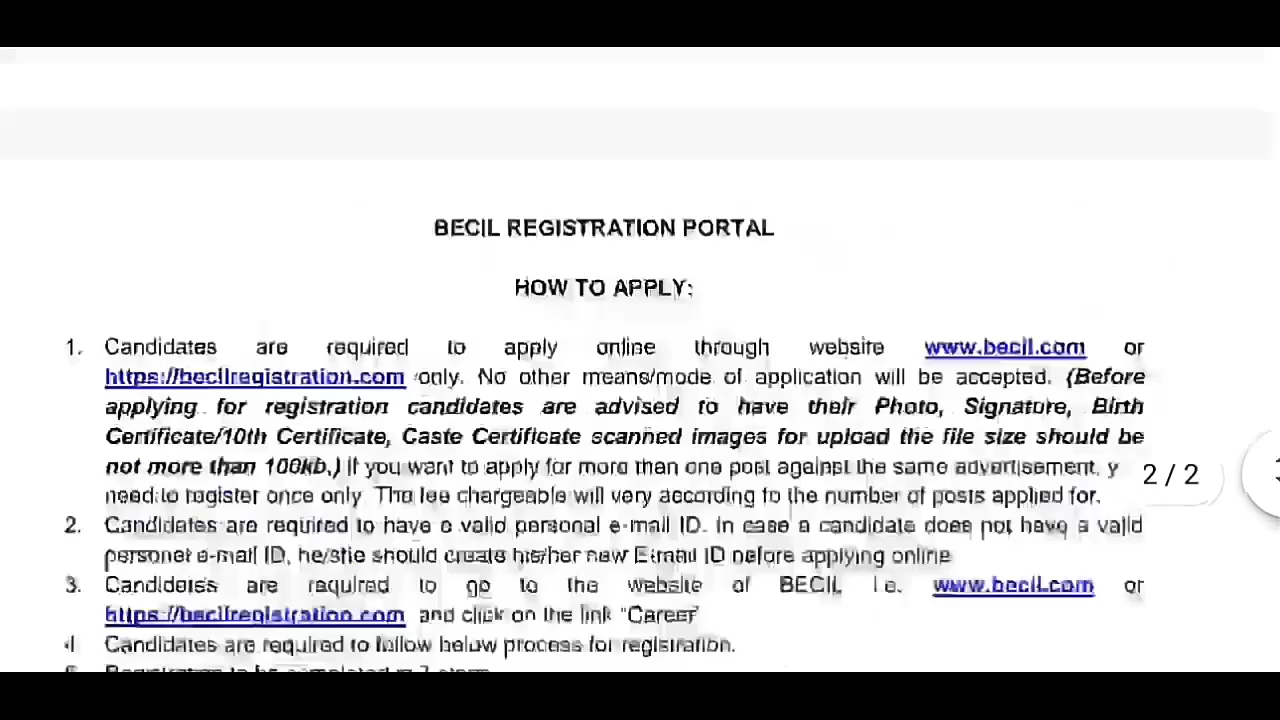 BECIL REGISTRATION PORTAL
HOW TO APPLY:
1. Candidates are required to apply online through website www.becil.com or
https://becilregistration.com only. No other means/mode of application will be accepted. (Before
applying for registration candidates are advised to have their Photo, Signature, Birth
Certificate/10th Certificate, Caste Certificate scanned images for upload the file size should be
not more than 100kb.) If you want to apply for more than one post against the same advertisement, y
need to register once only. The fee chargeable will very according to the number of posts applied for.
2/2
2. Candidates are required to have a valid personal e-mail ID. In case a candidate does not have a valid
personal e-mail ID, he/she should create his/her new E-mail ID before applying online
3. Candidates are required to go to the website of BECIL i.e. www.becil.com or
https://becilregistration.com and click on the link "Career"
4 Candidates are required to follow below process for registration.